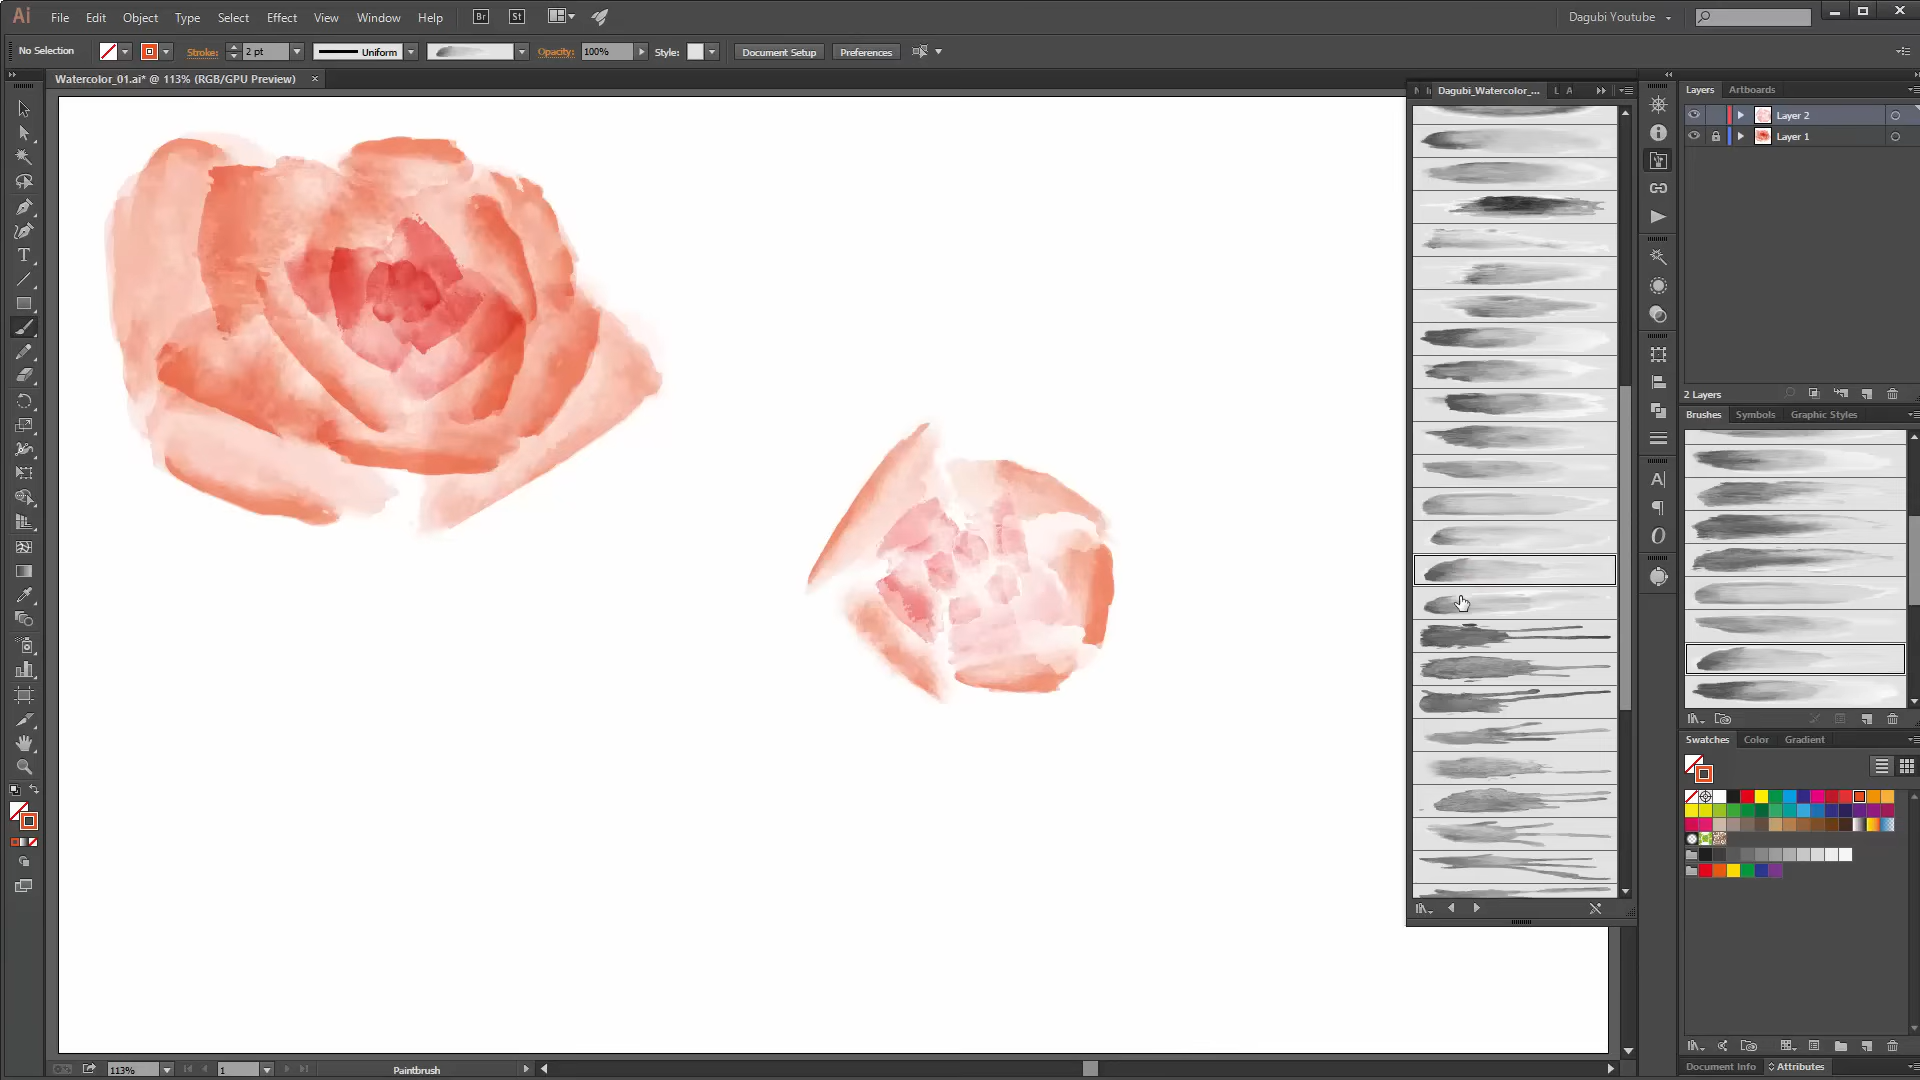 Ai File Edit Object Type Select Effect View Window Help Br St Dagubi Youtube
No Selection Stroke: 2 pt Uniform Opacity: 100% Style: Document Setup Preferences
Watercolor_01.ai* @ 113% (RGB/GPU Preview) ×
Dagubi_Watercolor_...
Layers Artboards
Layer 2
Layer 1
2 Layers
Brushes Symbols Graphic Styles
Swatches Color Gradient
113% 1 Paintbrush
Document Info Attributes